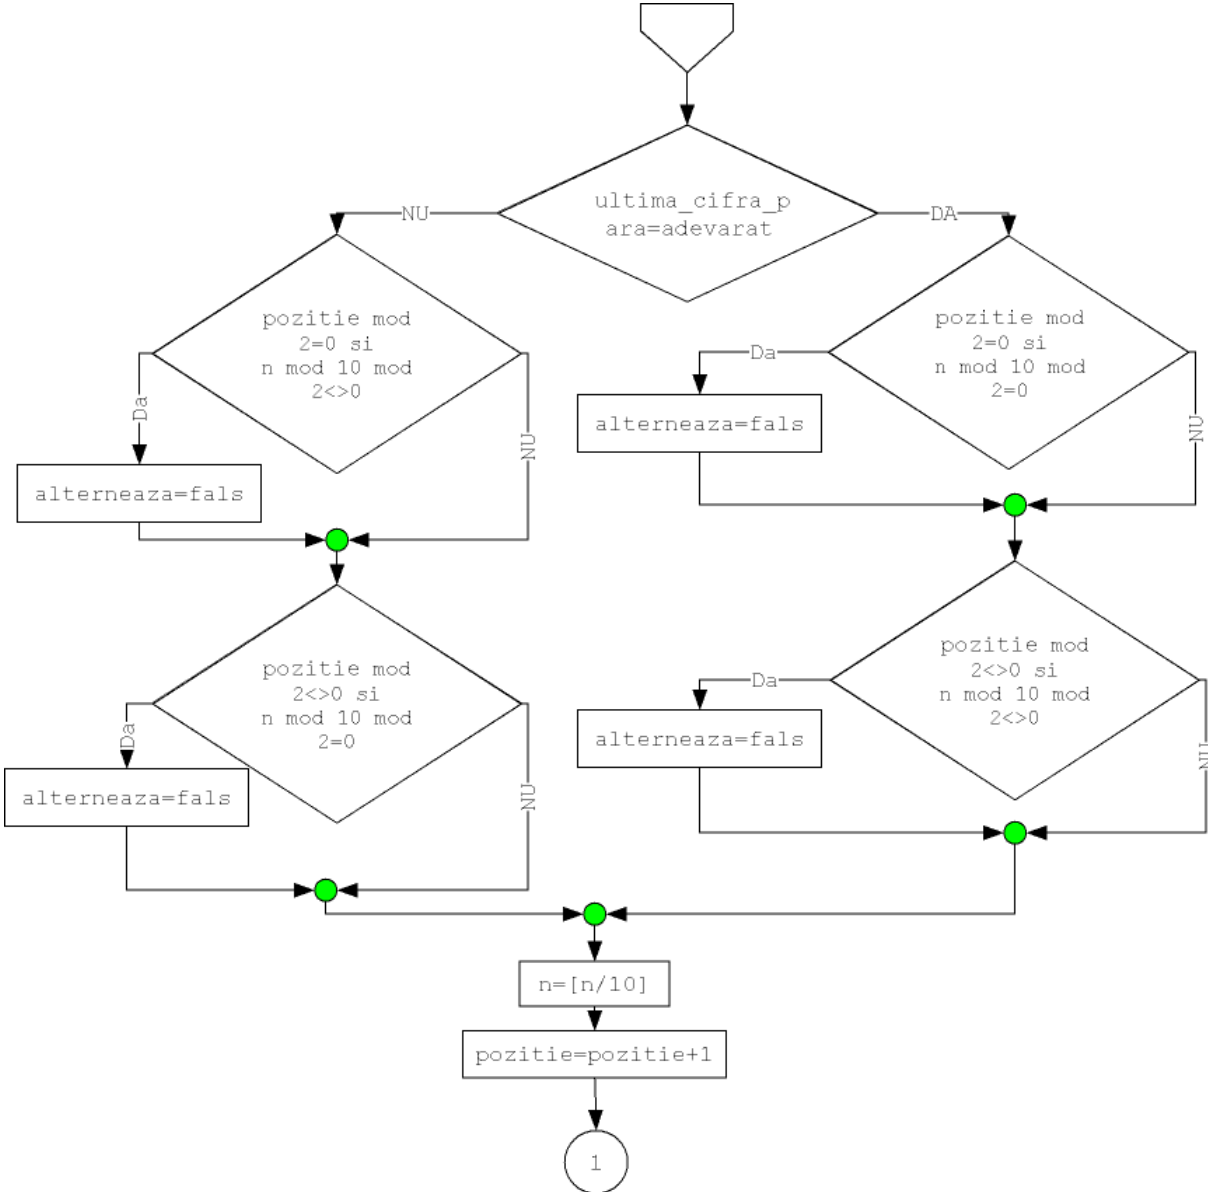 ultima_cifra_p
ara=adevarat
NU
DA
pozitie mod
2=0 si
n mod 10 mod
2<>0
pozitie mod
2=0 si
n mod 10 mod
2=0
Da
Da
NU
NU
alterneaza=fals
alterneaza=fals
pozitie mod
2<>0 si
n mod 10 mod
2=0
pozitie mod
2<>0 si
n mod 10 mod
2<>0
Da
Da
NU
NU
alterneaza=fals
alterneaza=fals
n=[n/10]
pozitie=pozitie+1
1